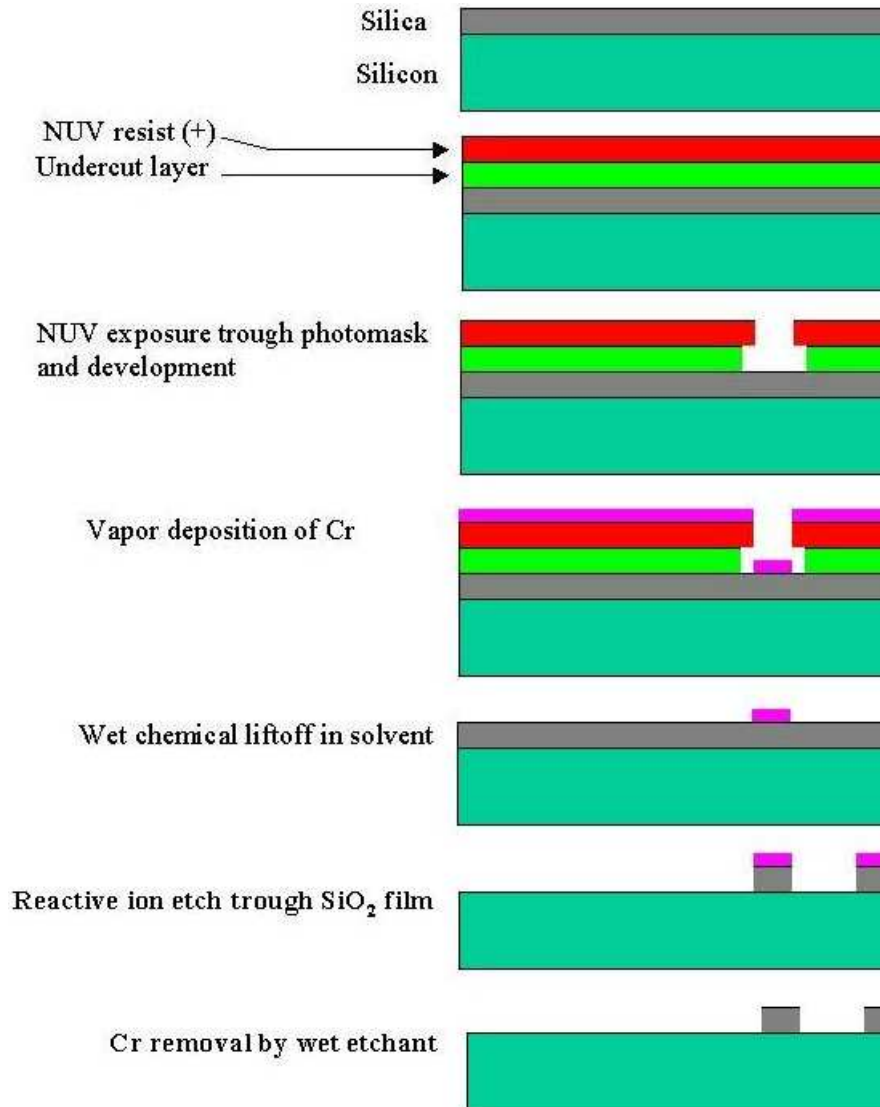 Silica
Silicon
NUV resist (+)
Undercut layer
NUV exposure trough photomask
and development
Vapor deposition of Cr
Wet chemical liftoff in solvent
Reactive ion etch trough SiO₂ film
Cr removal by wet etchant